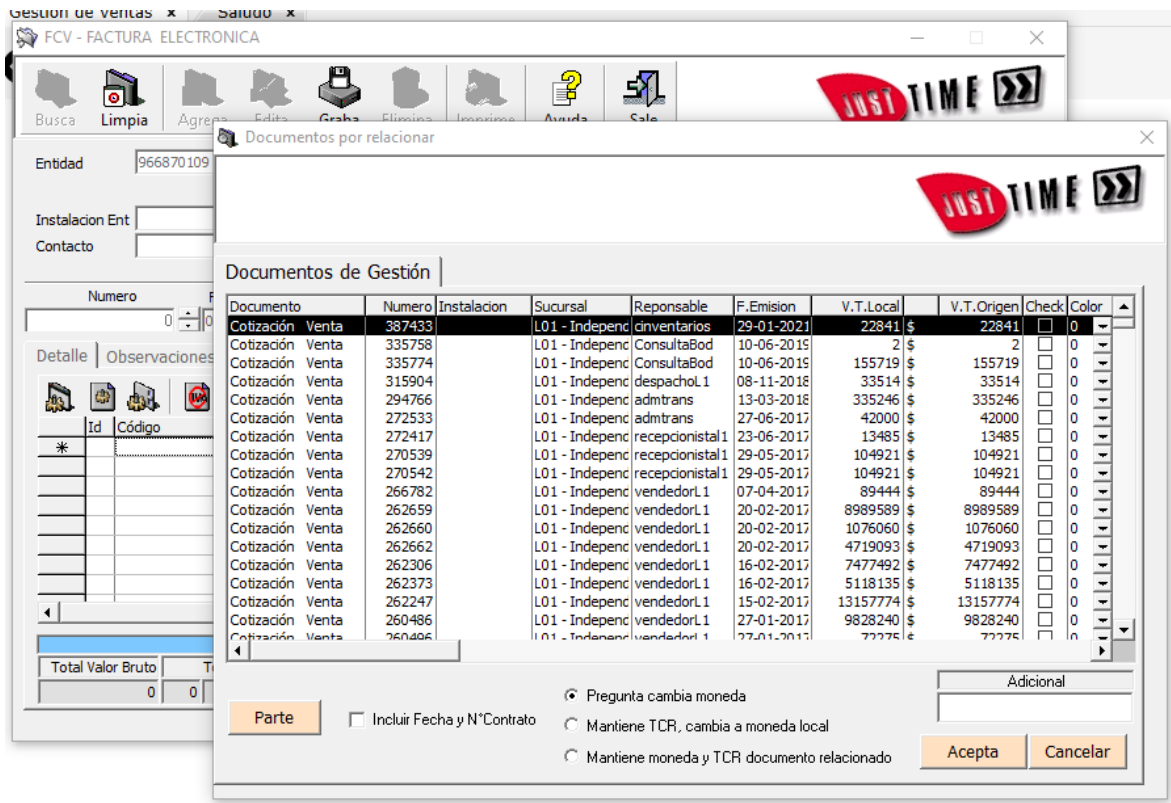 Gestion de Ventas x Saludo x
FCV - FACTURA ELECTRONICA
Busca Limpia Agrega Edita Graba Elimina Imprime Ayuda Sale
JUST TIME
Documentos por relacionar
Entidad 966870109
JUST TIME
Instalacion Ent
Contacto
Documentos de Gestión
Numero F
0 0
Detalle Observaciones
IVA
Id Código
Documento Numero Instalacion Sucursal Reponsable F.Emision V.T.Local V.T.Origen Check Color
Cotización Venta 387433 L01 - Independ cinventarios 29-01-2021 22841 $ 22841 0
Cotización Venta 335758 L01 - Independ ConsultaBod 10-06-2019 2 $ 2 0
Cotización Venta 335774 L01 - Independ ConsultaBod 10-06-2019 155719 $ 155719 0
Cotización Venta 315904 L01 - Independ despachoL1 08-11-2018 33514 $ 33514 0
Cotización Venta 294766 L01 - Independ admtrans 13-03-2018 335246 $ 335246 0
Cotización Venta 272533 L01 - Independ admtrans 27-06-2017 42000 $ 42000 0
Cotización Venta 272417 L01 - Independ recepcionistal1 23-06-2017 13485 $ 13485 0
Cotización Venta 270539 L01 - Independ recepcionistal1 29-05-2017 104921 $ 104921 0
Cotización Venta 270542 L01 - Independ recepcionistal1 29-05-2017 104921 $ 104921 0
Cotización Venta 266782 L01 - Independ vendedorL1 07-04-2017 89444 $ 89444 0
Cotización Venta 262659 L01 - Independ vendedorL1 20-02-2017 8989589 $ 8989589 0
Cotización Venta 262660 L01 - Independ vendedorL1 20-02-2017 1076060 $ 1076060 0
Cotización Venta 262662 L01 - Independ vendedorL1 20-02-2017 4719093 $ 4719093 0
Cotización Venta 262306 L01 - Independ vendedorL1 16-02-2017 7477492 $ 7477492 0
Cotización Venta 262373 L01 - Independ vendedorL1 16-02-2017 5118135 $ 5118135 0
Cotización Venta 262247 L01 - Independ vendedorL1 15-02-2017 13157774 $ 13157774 0
Cotización Venta 260486 L01 - Independ vendedorL1 27-01-2017 9828240 $ 9828240 0
Cotización Venta 260496 L01 - Independ vendedorL1 27-01-2017 72275 $ 72275 0
Total Valor Bruto T
0 0
Adicional
Pregunta cambia moneda
Parte Incluir Fecha y N°Contrato
Mantiene TCR, cambia a moneda local
Mantiene moneda y TCR documento relacionado
Acepta Cancelar